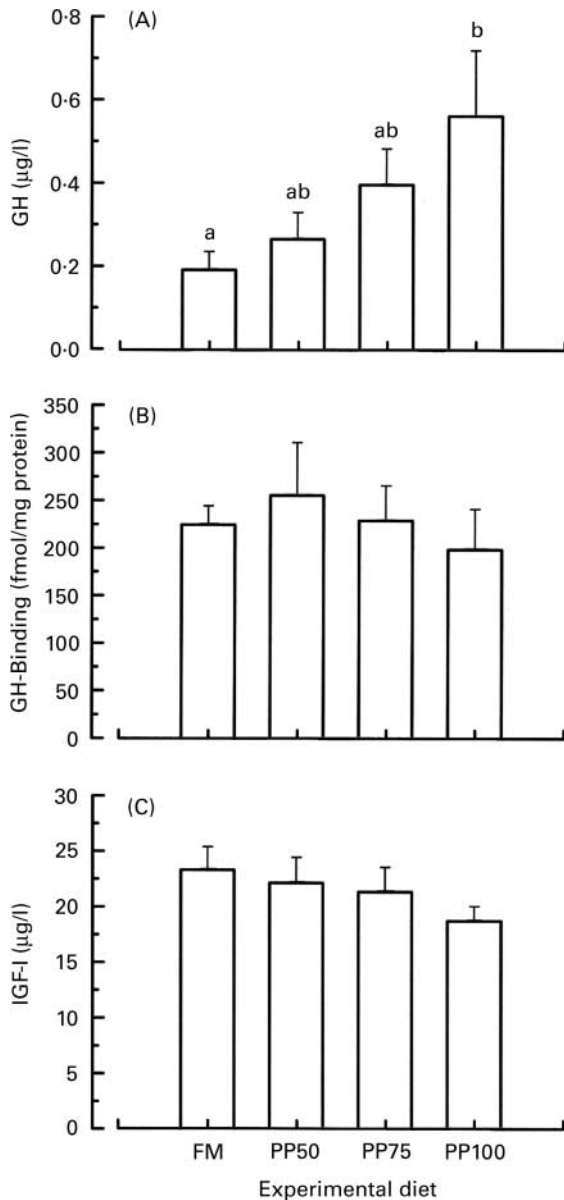 (A)
0·8
0·6
0·4
0·2
0·0
GH (µg/l)
a
ab
ab
b
(B)
350
300
250
200
150
100
50
0
GH-Binding (fmol/mg protein)
(C)
30
25
20
15
10
5
0
IGF-I (µg/l)
FM PP50 PP75 PP100
Experimental diet